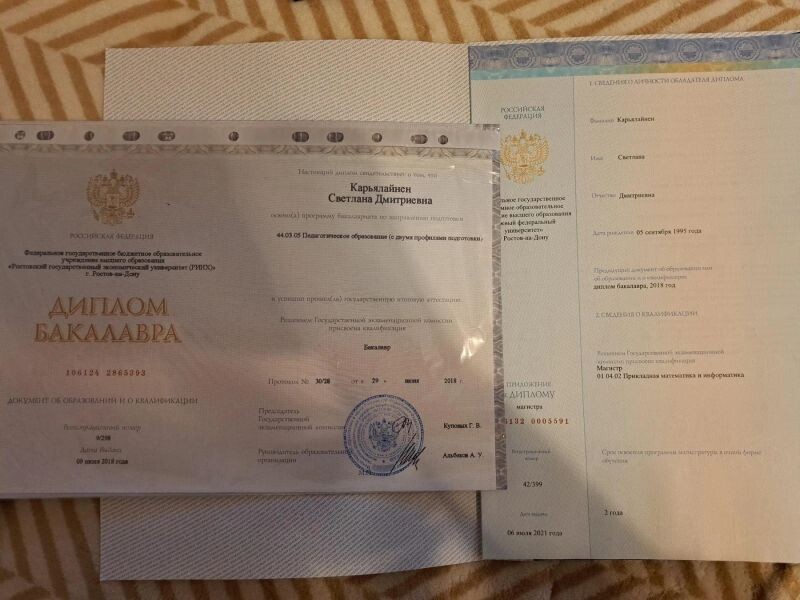 РОССИЙСКАЯ ФЕДЕРАЦИЯ
Федеральное государственное бюджетное образовательное
учреждение высшего образования
«Ростовский государственный экономический университет (РИНХ)»
г. Ростов-на-Дону
ДИПЛОМ
БАКАЛАВРА
106124 2865393
ДОКУМЕНТ ОБ ОБРАЗОВАНИИ И О КВАЛИФИКАЦИИ
Регистрационный номер
9/298
Дата выдачи
09 июля 2018 года
Настоящий диплом свидетельствует о том, что
Карьялайнен
Светлана Дмитриевна
освоил(а) программу бакалавриата по направлению подготовки
44.03.05 Педагогическое образование (с двумя профилями подготовки)
и успешно прошёл(ла) государственную итоговую аттестацию
Решением Государственной экзаменационной комиссии
присвоена квалификация
Бакалавр
Протокол № 30/28 от « 29 » июня 2018 г.
Председатель
Государственной
экзаменационной комиссии
Куповых Г. В.
Руководитель образовательной
организации
Альбеков А. У.
М.П.
РОССИЙСКАЯ
ФЕДЕРАЦИЯ
государственное
образовательное
высшего образования
федеральный
университет»
Ростов-на-Дону
ПРИЛОЖЕНИЕ
к ДИПЛОМУ
магистра
0005591
Регистрационный
номер
42/399
Дата выдачи
06 июля 2021 года
1. СВЕДЕНИЯ О ЛИЧНОСТИ ОБЛАДАТЕЛЯ ДИПЛОМА
Фамилия Карьялайнен
Имя Светлана
Отчество Дмитриевна
Дата рождения 05 сентября 1995 года
Предыдущий документ об образовании или
об образовании и о квалификации
диплом бакалавра, 2018 год
2. СВЕДЕНИЯ О КВАЛИФИКАЦИИ
Решением Государственной экзаменационной
комиссии присвоена квалификация
Магистр
01.04.02 Прикладная математика и информатика
Срок освоения программы магистратуры в очной форме
обучения
2 года